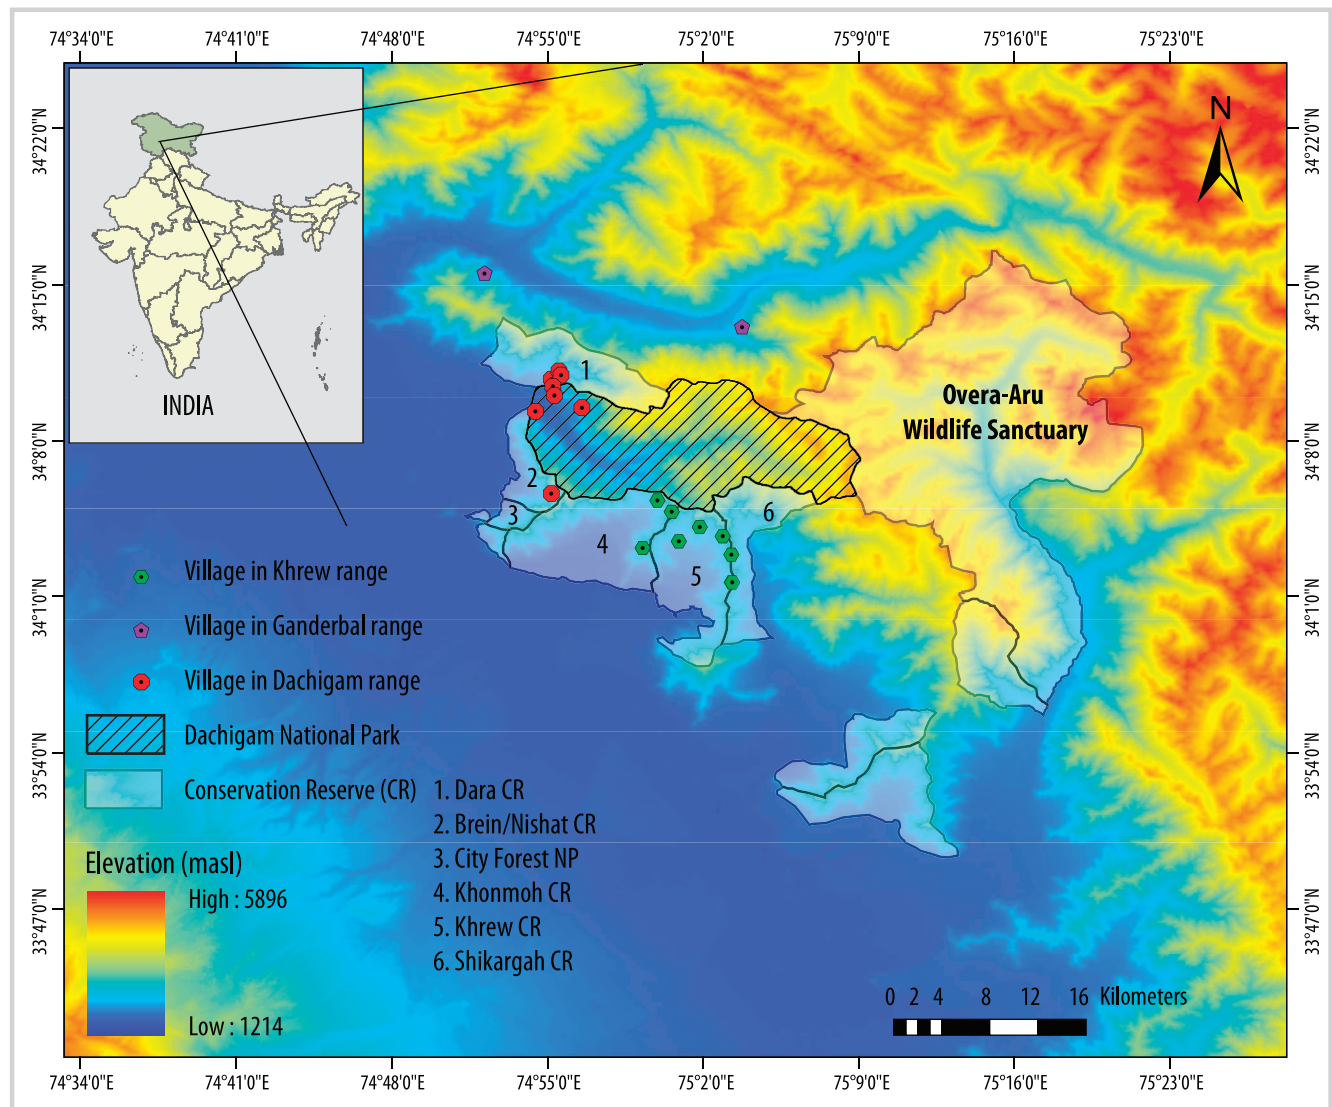 74°34'0"E 74°41'0"E 74°48'0"E 74°55'0"E 75°2'0"E 75°9'0"E 75°16'0"E 75°23'0"E
34°22'0"N 34°22'0"N
N
34°15'0"N 34°15'0"N
INDIA
1
Overa-Aru
Wildlife Sanctuary
34°8'0"N 34°8'0"N
2
3
4
5
6
34°1'0"N 34°1'0"N
Village in Khrew range
Village in Ganderbal range
Village in Dachigam range
Dachigam National Park
Conservation Reserve (CR)
33°54'0"N 33°54'0"N
1. Dara CR
2. Brein/Nishat CR
3. City Forest NP
4. Khonmoh CR
5. Khrew CR
6. Shikargah CR
Elevation (masl)
High : 5896
Low : 1214
33°47'0"N 33°47'0"N
0 2 4 8 12 16 Kilometers
74°34'0"E 74°41'0"E 74°48'0"E 74°55'0"E 75°2'0"E 75°9'0"E 75°16'0"E 75°23'0"E